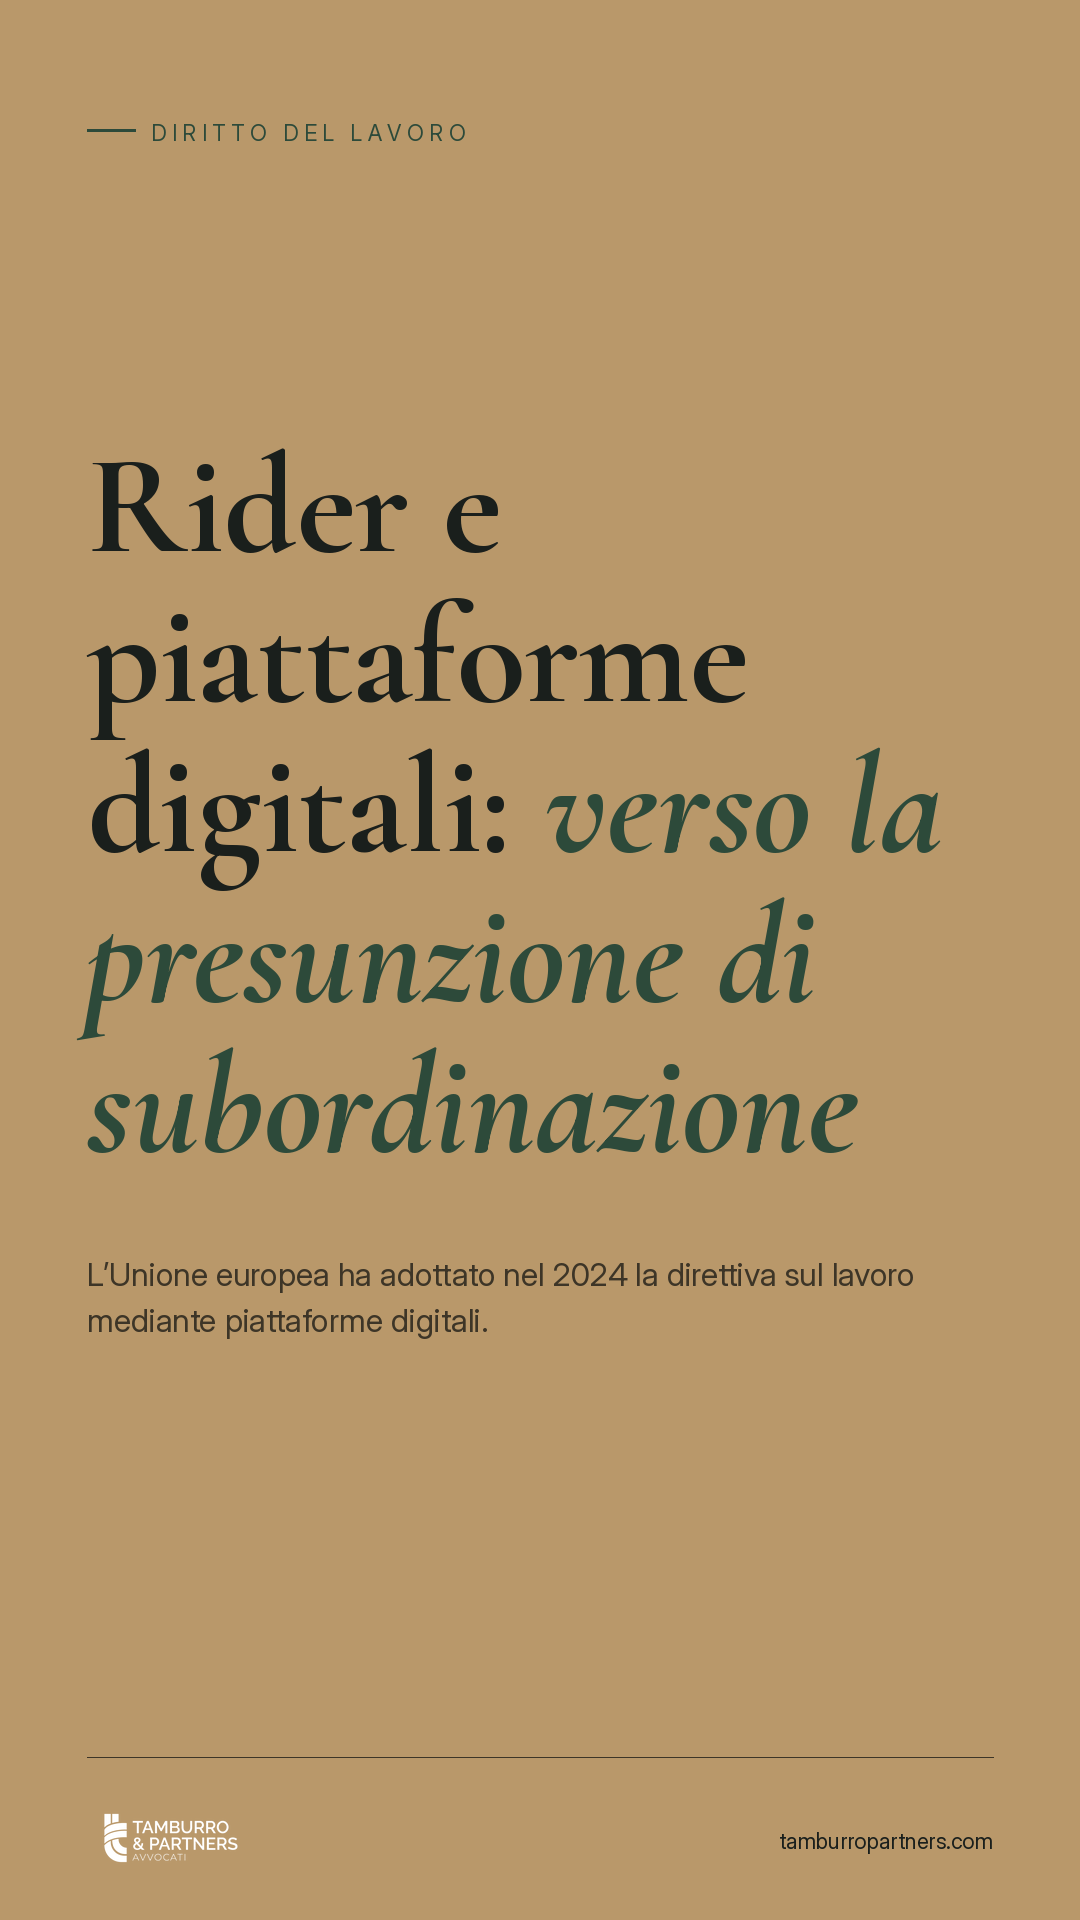 DIRITTO DEL LAVORO
Rider e
piattaforme
digitali: verso la
presunzione di
subordinazione
L’Unione europea ha adottato nel 2024 la direttiva sul lavoro
mediante piattaforme digitali.
TAMBURRO
& PARTNERS
AVVOCATI
tamburropartners.com